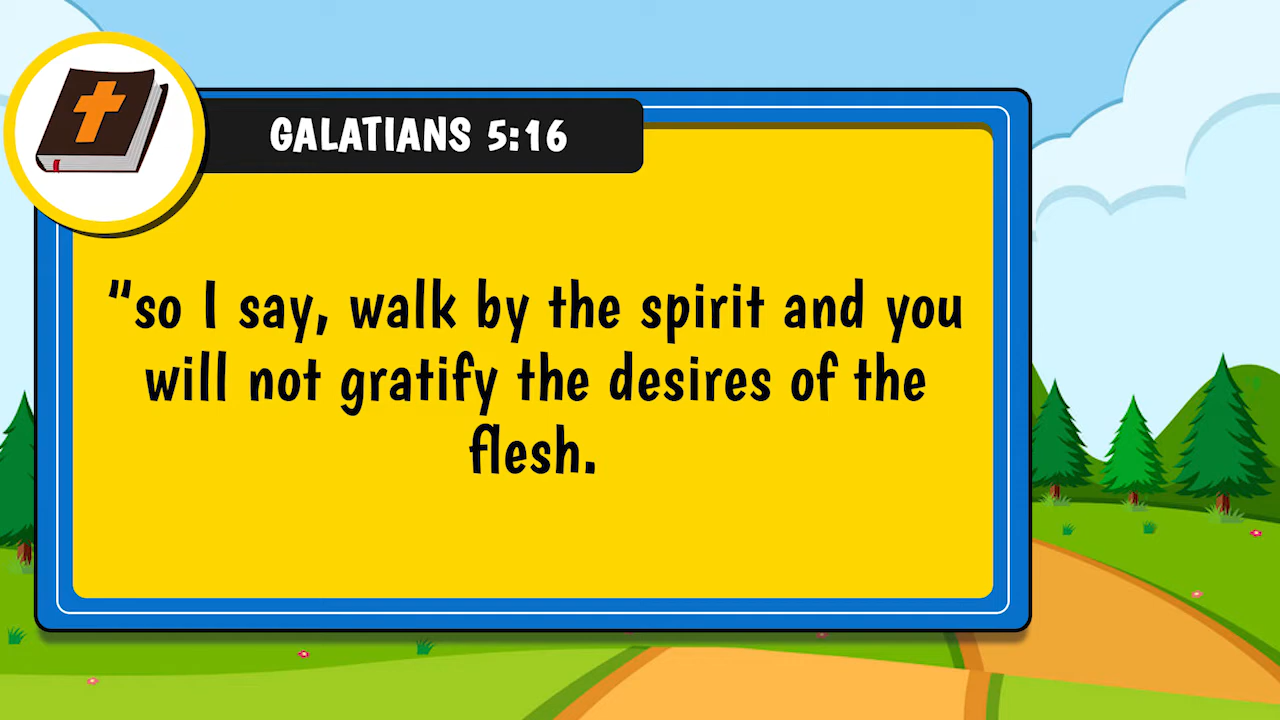 GALATIANS 5:16
"so I say, walk by the spirit and you
will not gratify the desires of the
flesh.